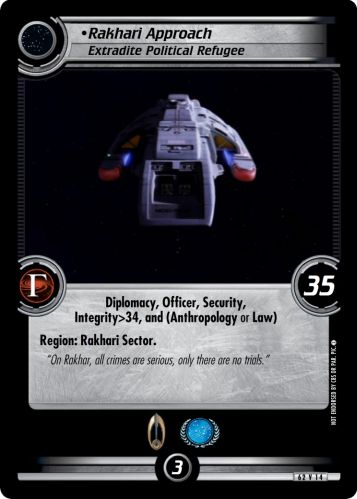 •Rakhari Approach
Extradite Political Refugee
Γ
35
Diplomacy, Officer, Security,
Integrity>34, and (Anthropology or Law)
Region: Rakhari Sector.
"On Rakhar, all crimes are serious, only there are no trials."
NOT ENDORSED BY CBS OR PAR. PIC.
3
62 V 14